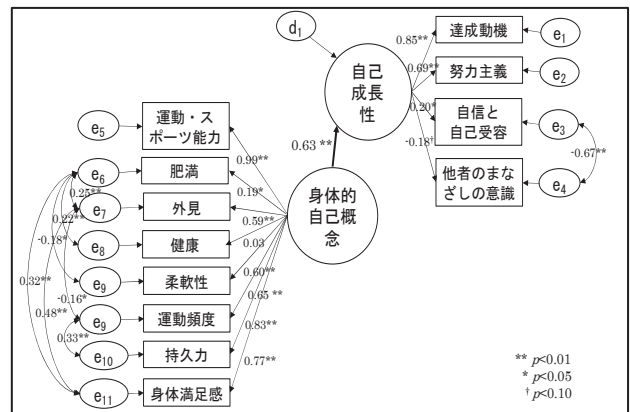 d1
達成動機
e1
0.85**
自己
成長
性
0.69**
努力主義
e2
0.20*
自信と
自己受容
e3
-0.18†
-0.67**
他者のまな
ざしの意識
e4
0.63 **
身体的
自己概
念
e5
運動・ス
ポーツ能力
0.99**
e6
肥満
0.19*
0.25**
e7
外見
0.59**
0.22**
e8
健康
0.03
-0.18*
e9
柔軟性
0.60**
0.32**
-0.16*
e9
運動頻度
0.65 **
0.48**
0.33**
e10
持久力
0.83**
e11
身体満足感
0.77**
** p<0.01
* p<0.05
† p<0.10